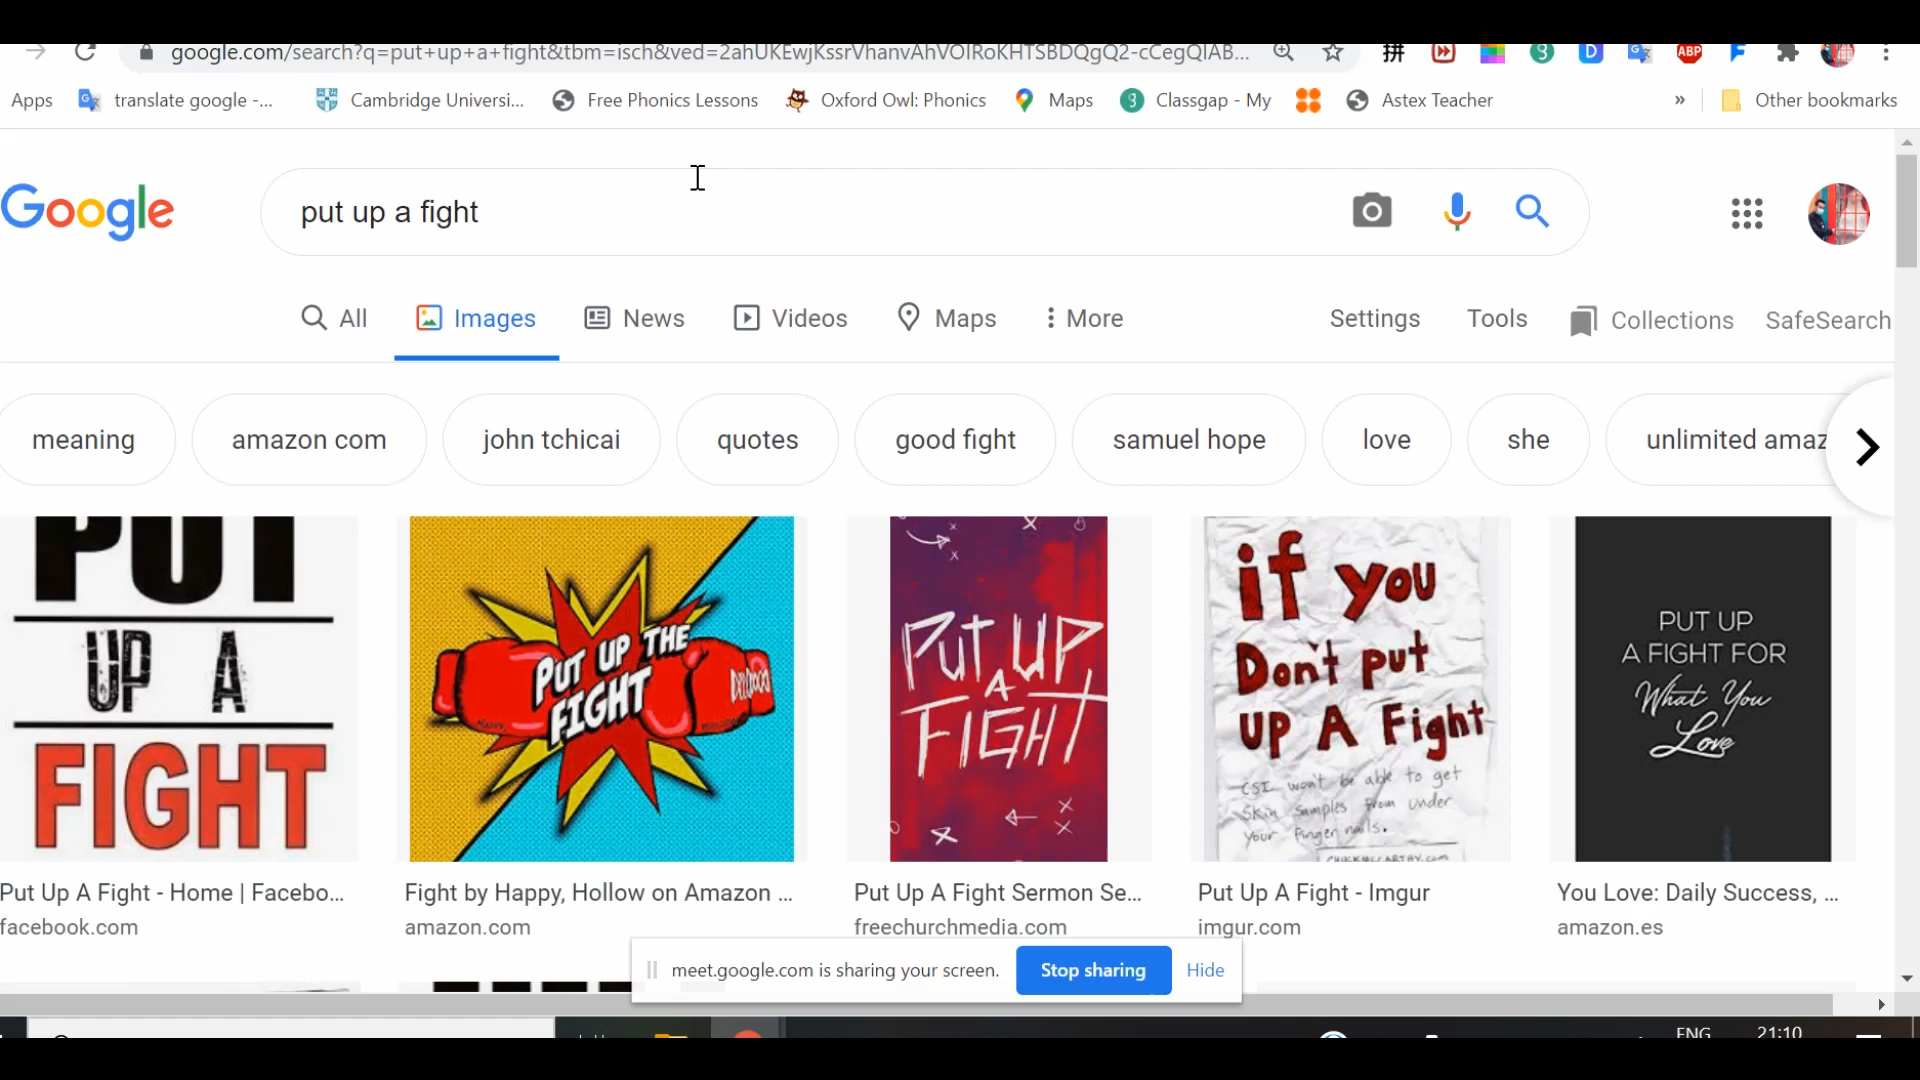 google.com/search?q=put+up+a+fight&tbm=isch&ved=2ahUKEwjKssrVhanvAhVOIRoKHTSBDQgQ2-cCegQIAB...
拼 ABP
Apps translate google -... Cambridge Universi... Free Phonics Lessons Oxford Owl: Phonics Maps Classgap - My Astex Teacher » Other bookmarks
Google put up a fight
All Images News Videos Maps More Settings Tools Collections SafeSearch
meaning amazon com john tchicai quotes good fight samuel hope love she unlimited amaz
PUT
UP A
FIGHT
PUT UP THE
FIGHT
PUT UP
A
FIGHT
if you
Don't put
UP A Fight
CSI won't be able to get
skin samples from under
your finger nails.
PUT UP
A FIGHT FOR
What You
Love
Put Up A Fight - Home | Facebo... Fight by Happy, Hollow on Amazon ... Put Up A Fight Sermon Se... Put Up A Fight - Imgur You Love: Daily Success, ...
facebook.com amazon.com freechurchmedia.com imgur.com amazon.es
meet.google.com is sharing your screen. Stop sharing Hide
ENG 21:10